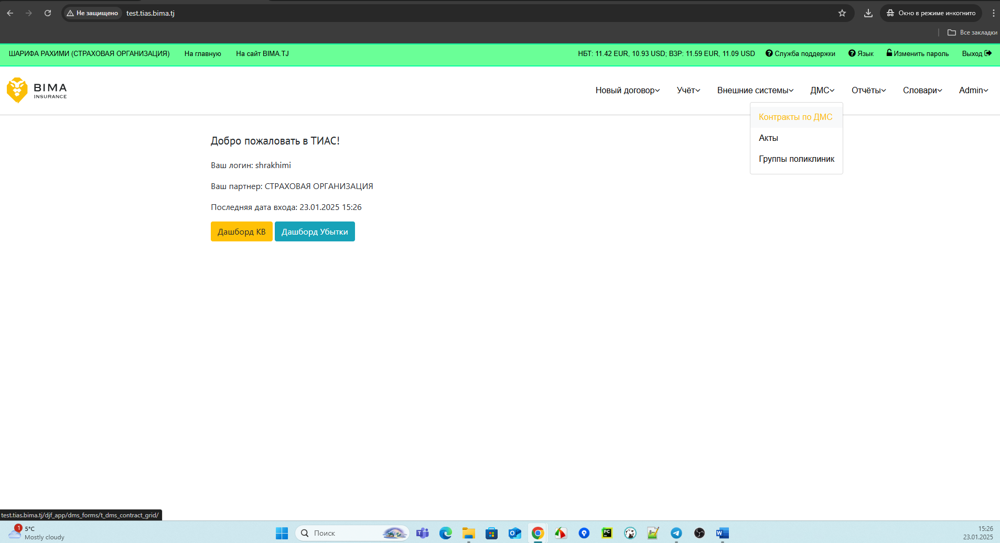 Не защищено test.tias.bima.tj Окно в режиме инкогнито
Все закладки
ШАРИФА РАХИМИ (СТРАХОВАЯ ОРГАНИЗАЦИЯ) На главную На сайт BIMA.TJ НБТ: 11.42 EUR, 10.93 USD; ВЗР: 11.59 EUR, 11.09 USD Служба поддержки Язык Изменить пароль Выход
BIMA
INSURANCE
Новый договор Учёт Внешние системы ДМС Отчёты Словари Admin
Контракты по ДМС
Акты
Группы поликлиник
Добро пожаловать в ТИАС!
Ваш логин: shrakhimi
Ваш партнер: СТРАХОВАЯ ОРГАНИЗАЦИЯ
Последняя дата входа: 23.01.2025 15:26
Дашборд КВ Дашборд Убытки
test.tias.bima.tj/djf_app/dms_forms/t_dms_contract_grid/
1 5°C
Mostly cloudy
Поиск
15:26
23.01.2025